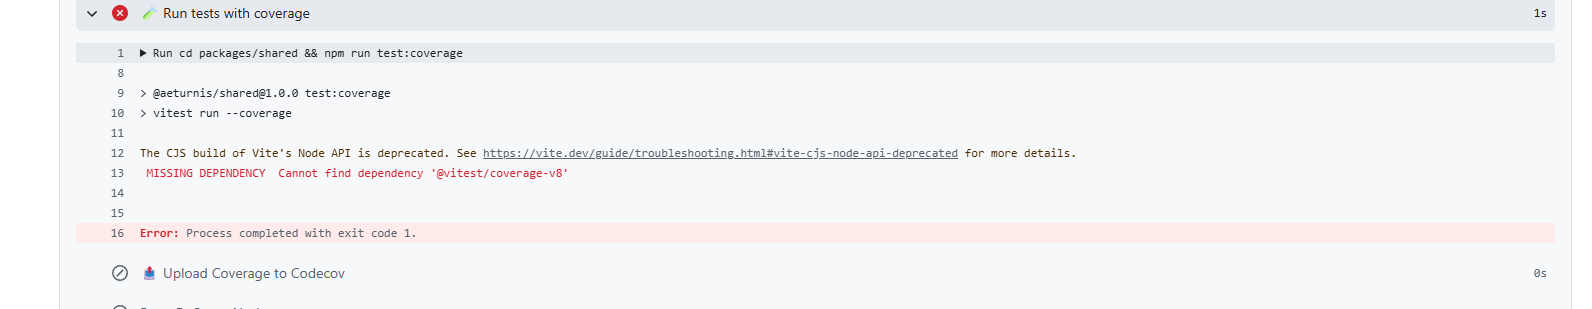 Run tests with coverage 1s
1 Run cd packages/shared && npm run test:coverage
8
9 > @aeturnis/shared@1.0.0 test:coverage
10 > vitest run --coverage
11
12 The CJS build of Vite's Node API is deprecated. See https://vite.dev/guide/troubleshooting.html#vite-cjs-node-api-deprecated for more details.
13 MISSING DEPENDENCY Cannot find dependency '@vitest/coverage-v8'
14
15
16 Error: Process completed with exit code 1.
Upload Coverage to Codecov 0s